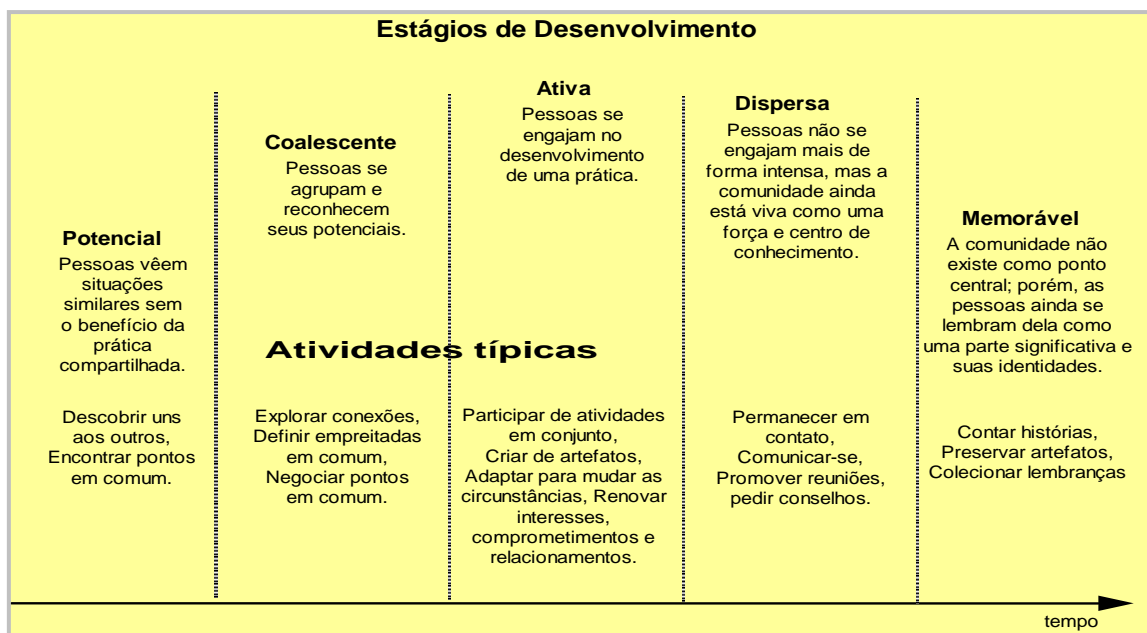 Estágios de Desenvolvimento
Potencial
Pessoas vêem
situações
similares sem
o benefício da
prática
compartilhada.
Coalescente
Pessoas se
agrupam e
reconhecem
seus potenciais.
Ativa
Pessoas se
engajam no
desenvolvimento
de uma prática.
Dispersa
Pessoas não se
engajam mais de
forma intensa, mas a
comunidade ainda
está viva como uma
força e centro de
conhecimento.
Memorável
A comunidade não
existe como ponto
central; porém, as
pessoas ainda se
lembram dela como
uma parte significativa e
suas identidades.
Atividades típicas
Descobrir uns
aos outros,
Encontrar pontos
em comum.
Explorar conexões,
Definir empreitadas
em comum,
Negociar pontos
em comum.
Participar de atividades
em conjunto,
Criar de artefatos,
Adaptar para mudar as
circunstâncias, Renovar
interesses,
comprometimentos e
relacionamentos.
Permanecer em
contato,
Comunicar-se,
Promover reuniões,
pedir conselhos.
Contar histórias,
Preservar artefatos,
Colecionar lembranças
tempo